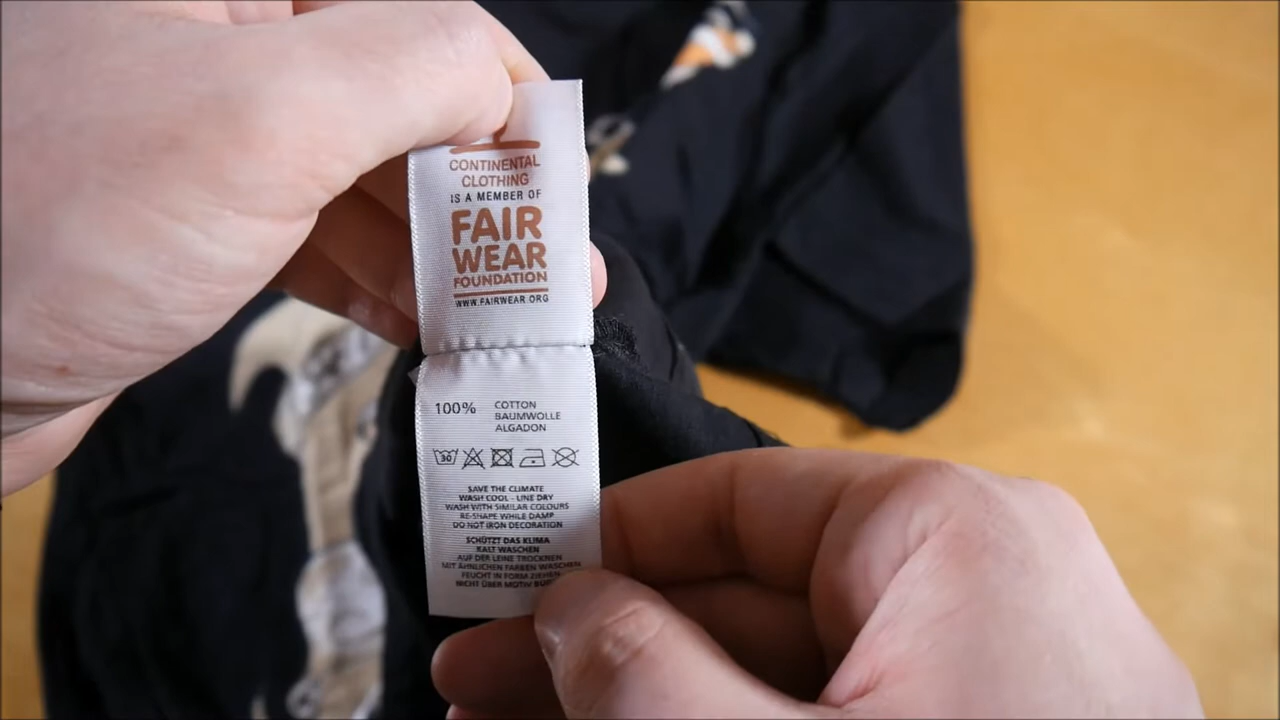 CONTINENTAL
CLOTHING
IS A MEMBER OF
FAIR
WEAR
FOUNDATION
WWW.FAIRWEAR.ORG
100% COTTON
BAUMWOLLE
ALGADON
30
SAVE THE CLIMATE
WASH COOL - LINE DRY
WASH WITH SIMILAR COLOURS
RE-SHAPE WHILE DAMP
DO NOT IRON DECORATION
SCHÜTZT DAS KLIMA
KALT WASCHEN
AUF DER LEINE TROCKNEN
MIT ÄHNLICHEN FARBEN WASCHEN
FEUCHT IN FORM ZIEHEN
NICHT ÜBER MOTIV